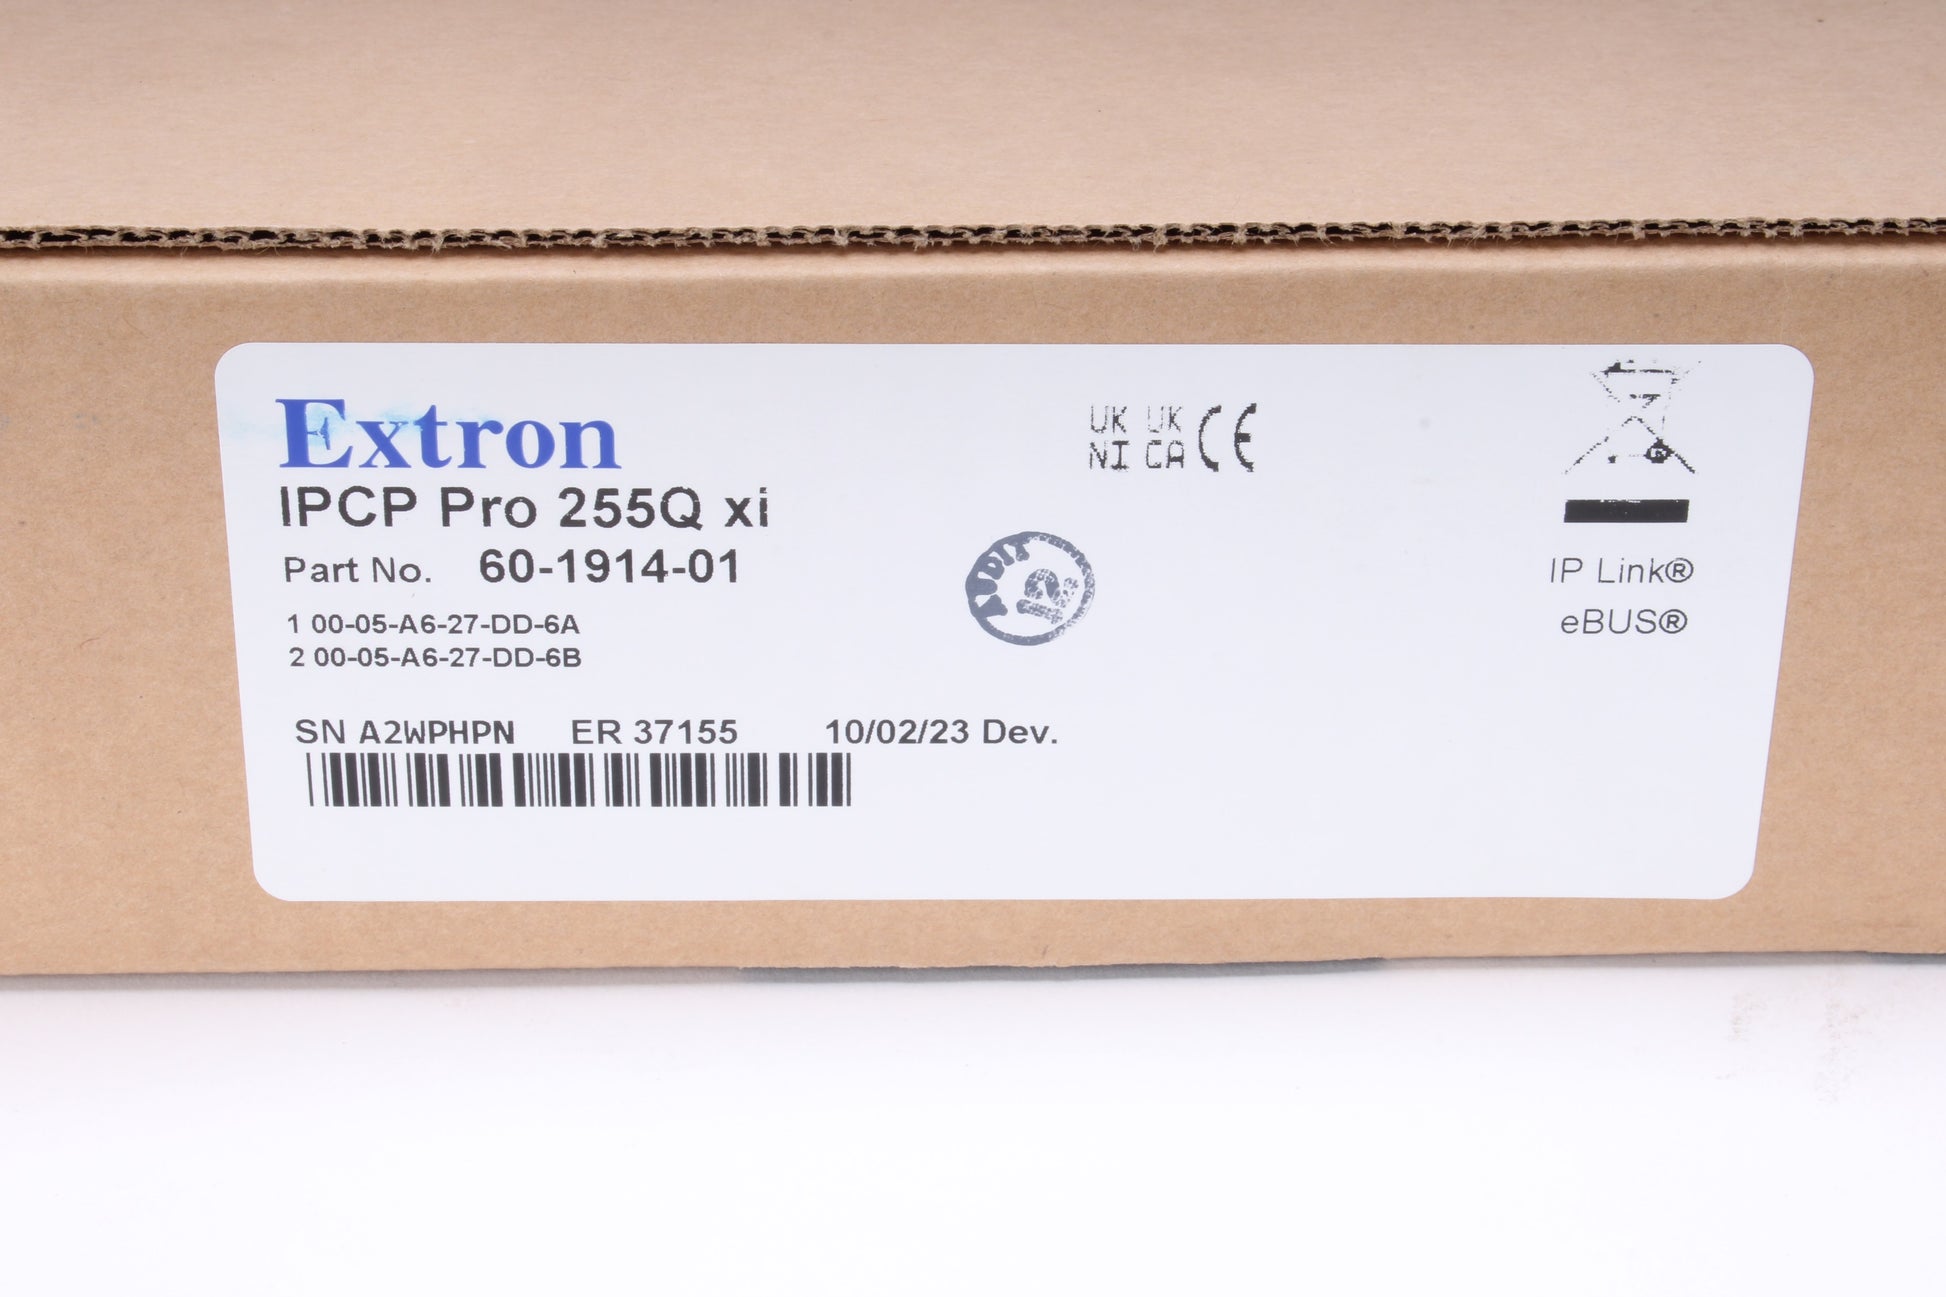 Extron
IPCP Pro 255Q xi
Part No. 60-1914-01
1 00-05-A6-27-DD-6A
2 00-05-A6-27-DD-6B
SN A2WPHPN ER 37155 10/02/23 Dev.
UK UK CE
NI CA
AUDIT
12
IP Link®
eBUS®